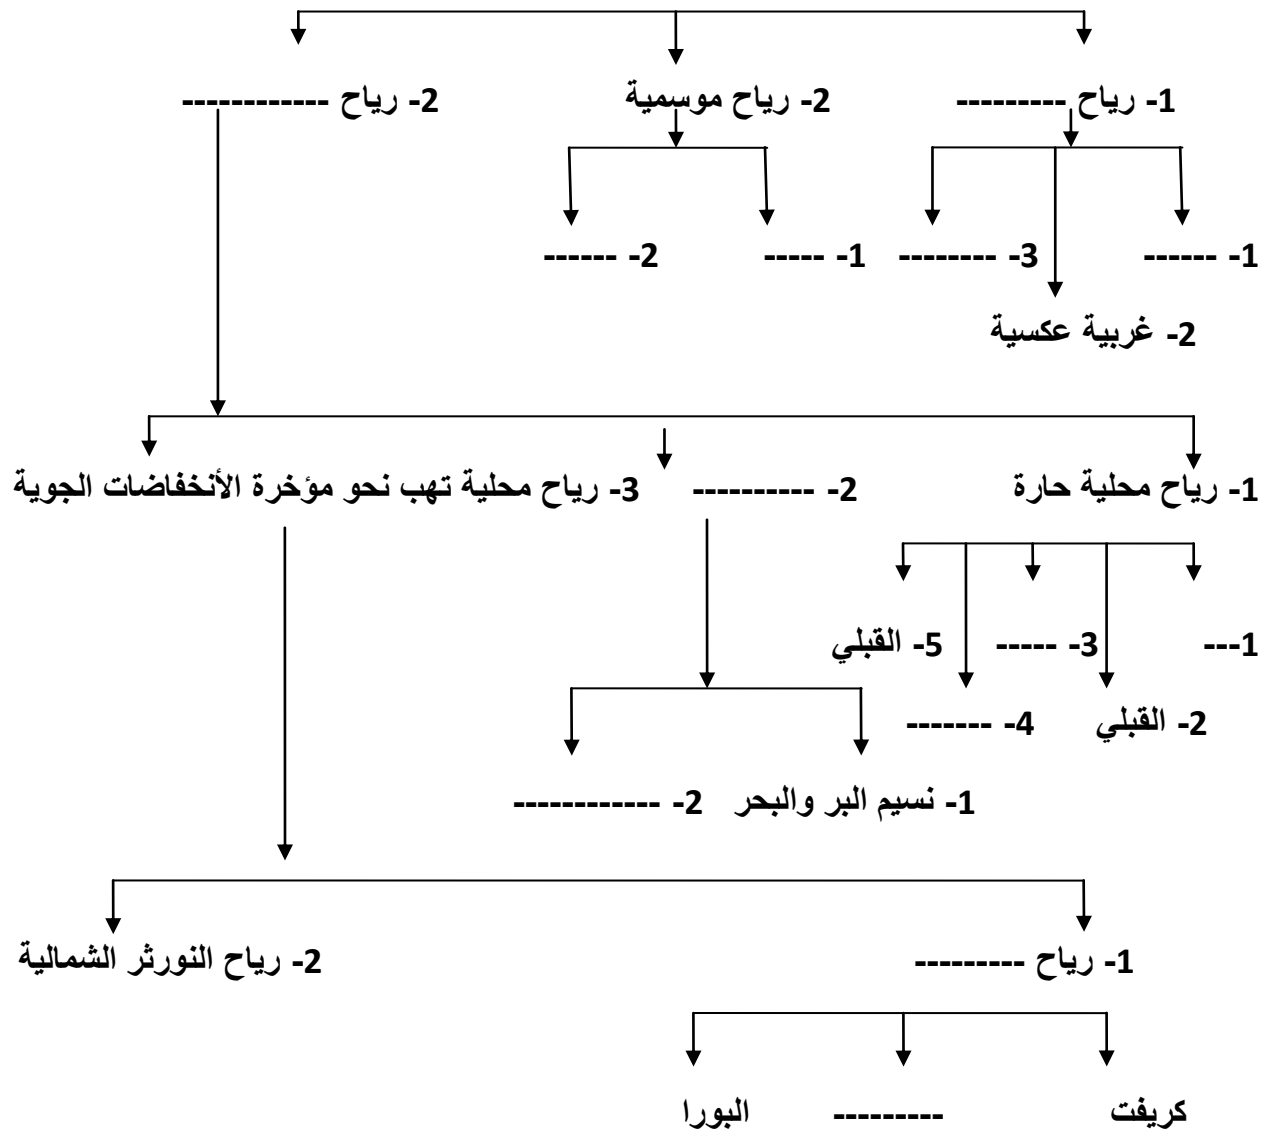 1- رياح --------- 2- رياح موسمية 2- رياح ------------
1- ------ 3- -------- 1- ----- 2- ------
2- غربية عكسية
1- رياح محلية حارة 2- ---------- 3- رياح محلية تهب نحو مؤخرة الأنخفاضات الجوية
1--- 3- ----- 5- القبلي
2- القبلي 4- -------
1- نسيم البر والبحر 2- ------------
1- رياح --------- 2- رياح النورثر الشمالية
كريفت --------- البورا